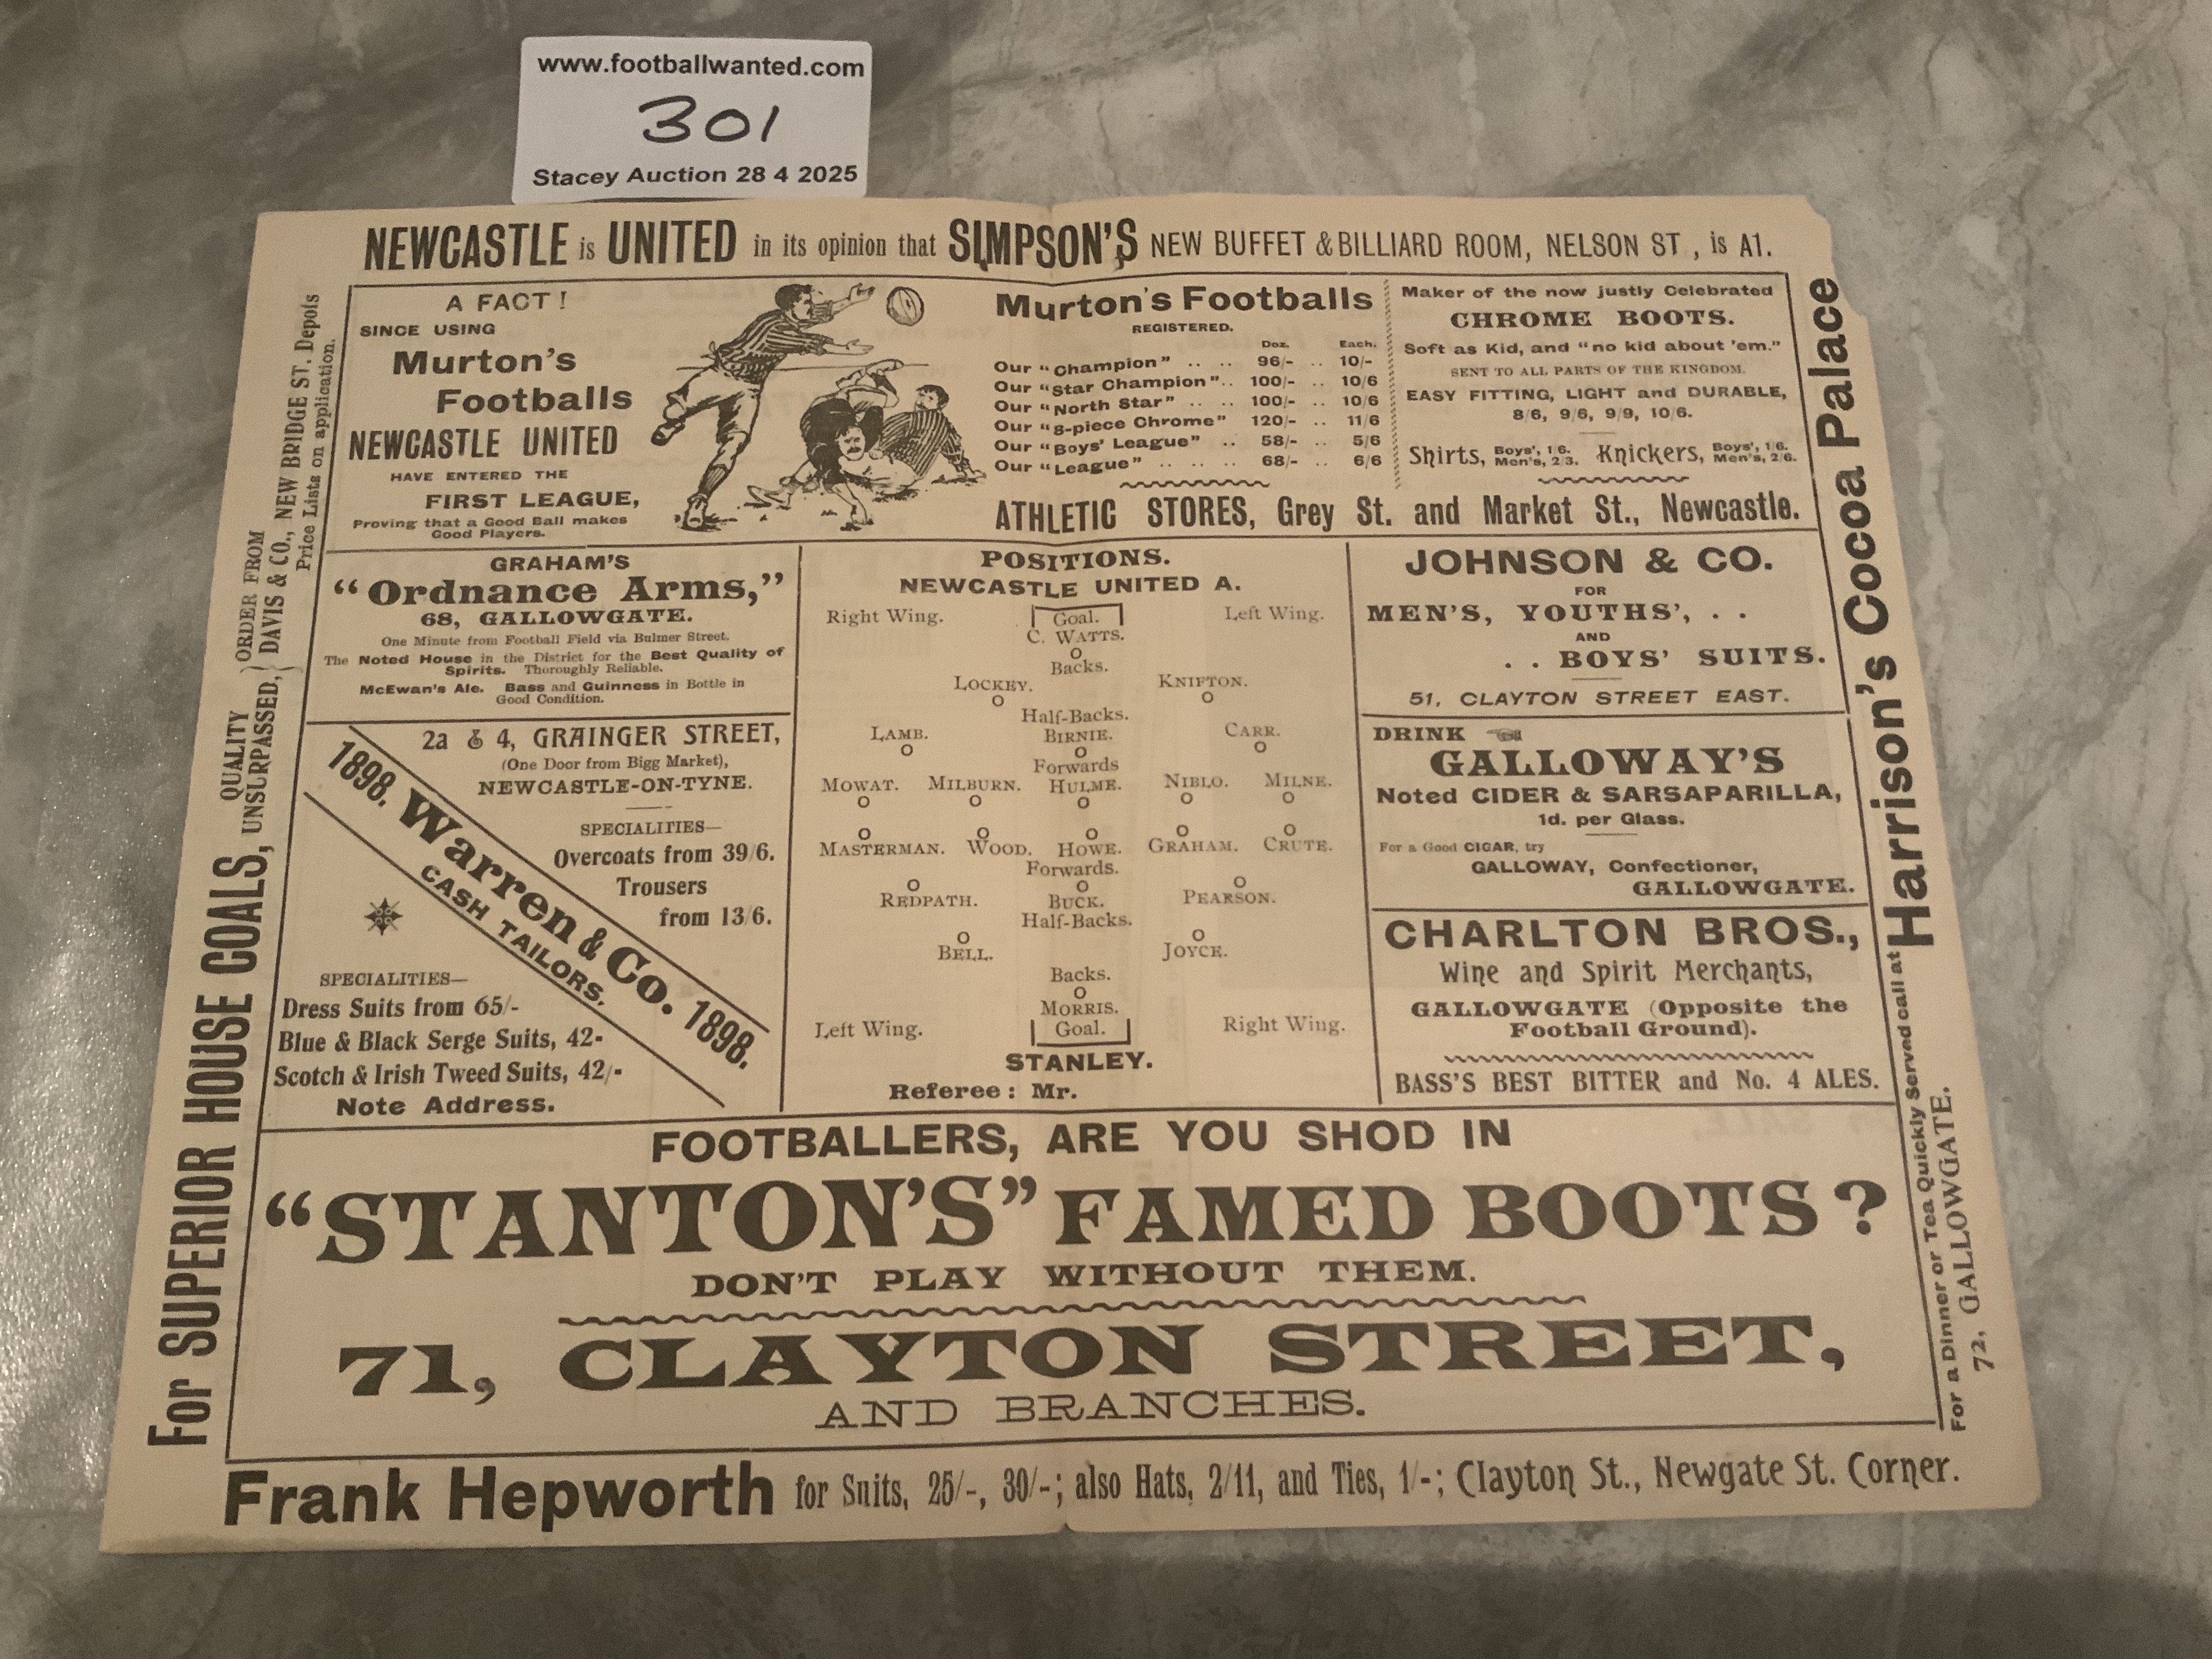 www.footballwanted.com
301
Stacey Auction 28 4 2025
NEWCASTLE is UNITED in its opinion that SIMPSON'S NEW BUFFET & BILLIARD ROOM, NELSON ST., is A1.
For SUPERIOR HOUSE COALS, QUALITY UNSURPASSED, } ORDER FROM DAVIS & CO., NEW BRIDGE ST. Depots
Price Lists on application.
A FACT!
SINCE USING
Murton's
Footballs
NEWCASTLE UNITED
HAVE ENTERED THE
FIRST LEAGUE,
Proving that a Good Ball makes
Good Players.
Murton's Footballs
REGISTERED.
Doz. Each.
Our "Champion" .. .. 96/- .. 10/-
Our "Star Champion".. 100/- .. 10/6
Our "North Star" .. .. 100/- .. 10/6
Our "8-piece Chrome" 120/- .. 11/6
Our "Boys' League" .. 58/- .. 5/6
Our "League" .. .. .. 68/- .. 6/6
Maker of the now justly Celebrated
CHROME BOOTS.
Soft as Kid, and "no kid about 'em."
SENT TO ALL PARTS OF THE KINGDOM.
EASY FITTING, LIGHT and DURABLE,
8/6, 9/6, 9/9, 10/6.
Shirts, Boys', 1/6. Men's, 2/3. Knickers, Boys', 1/6. Men's, 2/6.
ATHLETIC STORES, Grey St. and Market St., Newcastle.
GRAHAM'S
"Ordnance Arms,"
68, GALLOWGATE.
One Minute from Football Field via Bulmer Street.
The Noted House in the District for the Best Quality of
Spirits. Thoroughly Reliable.
McEwan's Ale. Bass and Guinness in Bottle in
Good Condition.
2a & 4, GRAINGER STREET,
(One Door from Bigg Market),
NEWCASTLE-ON-TYNE.
SPECIALITIES—
Overcoats from 39/6.
Trousers
from 13/6.
1898. Warren & Co. 1898.
CASH TAILORS.
SPECIALITIES—
Dress Suits from 65/-
Blue & Black Serge Suits, 42-
Scotch & Irish Tweed Suits, 42/-
Note Address.
POSITIONS.
NEWCASTLE UNITED A.
Right Wing. Goal. Left Wing.
C. WATTS.
O
Backs.
LOCKEY. KNIFTON.
O O
Half-Backs.
LAMB. BIRNIE. CARR.
O O O
Forwards
MOWAT. MILBURN. HULME. NIBLO. MILNE.
O O O O O
O O O O O
MASTERMAN. WOOD. HOWE. GRAHAM. CRUTE.
Forwards.
O O O
REDPATH. BUCK. PEARSON.
Half-Backs.
O O
BELL. JOYCE.
Backs.
O
MORRIS.
Left Wing. Goal. Right Wing.
STANLEY.
Referee: Mr.
JOHNSON & CO.
FOR
MEN'S, YOUTHS', . .
AND
. . BOYS' SUITS.
51, CLAYTON STREET EAST.
DRINK
GALLOWAY'S
Noted CIDER & SARSAPARILLA,
1d. per Glass.
For a Good CIGAR, try
GALLOWAY, Confectioner,
GALLOWGATE.
CHARLTON BROS.,
Wine and Spirit Merchants,
GALLOWGATE (Opposite the
Football Ground).
BASS'S BEST BITTER and No. 4 ALES.
For a Dinner or Tea Quickly Served call at Harrison's Cocoa Palace
72, GALLOWGATE.
FOOTBALLERS, ARE YOU SHOD IN
"STANTON'S" FAMED BOOTS?
DON'T PLAY WITHOUT THEM.
71, CLAYTON STREET,
AND BRANCHES.
Frank Hepworth for Suits, 25/-, 30/-; also Hats, 2/11, and Ties, 1/-; Clayton St., Newgate St. Corner.